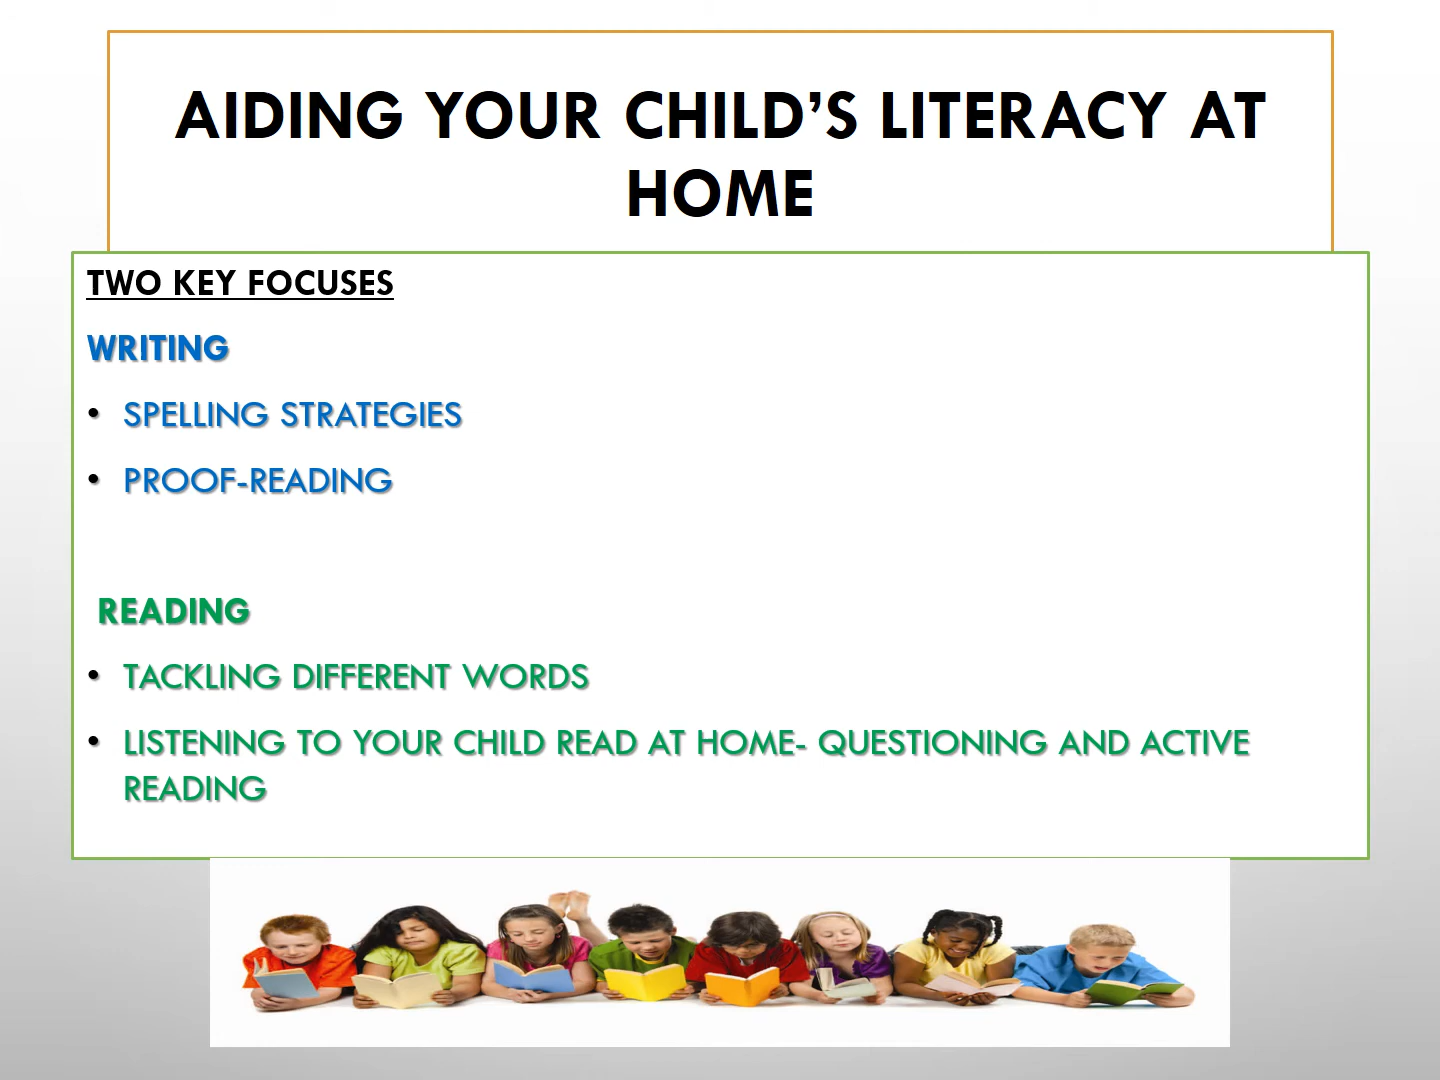 AIDING YOUR CHILD’S LITERACY AT
HOME
TWO KEY FOCUSES
WRITING
• SPELLING STRATEGIES
• PROOF-READING
READING
• TACKLING DIFFERENT WORDS
• LISTENING TO YOUR CHILD READ AT HOME- QUESTIONING AND ACTIVE
READING